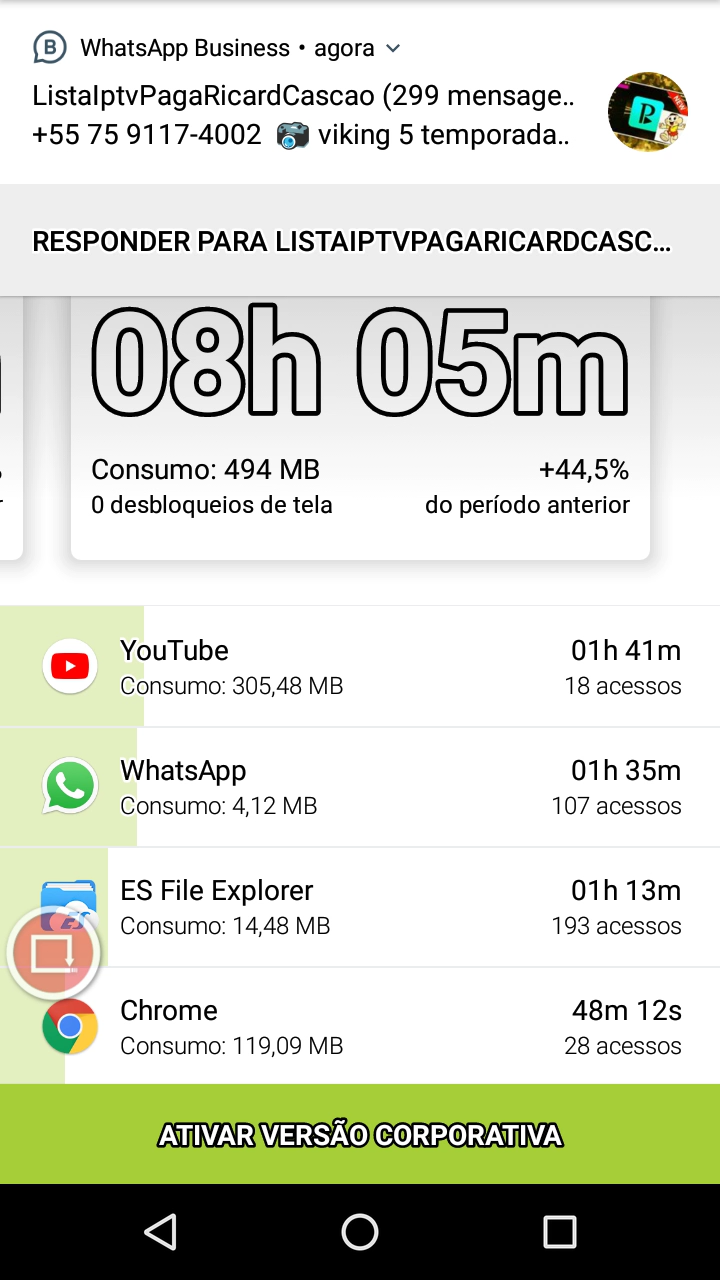 WhatsApp Business • agora
ListaIptvPagaRicardCascao (299 mensage..
+55 75 9117-4002 📷 viking 5 temporada..
RESPONDER PARA LISTAIPTVPAGARICARDCASC...
08h 05m
Consumo: 494 MB
+44,5%
0 desbloqueios de tela
do período anterior
YouTube
01h 41m
Consumo: 305,48 MB
18 acessos
WhatsApp
01h 35m
Consumo: 4,12 MB
107 acessos
ES File Explorer
01h 13m
Consumo: 14,48 MB
193 acessos
Chrome
48m 12s
Consumo: 119,09 MB
28 acessos
ATIVAR VERSÃO CORPORATIVA